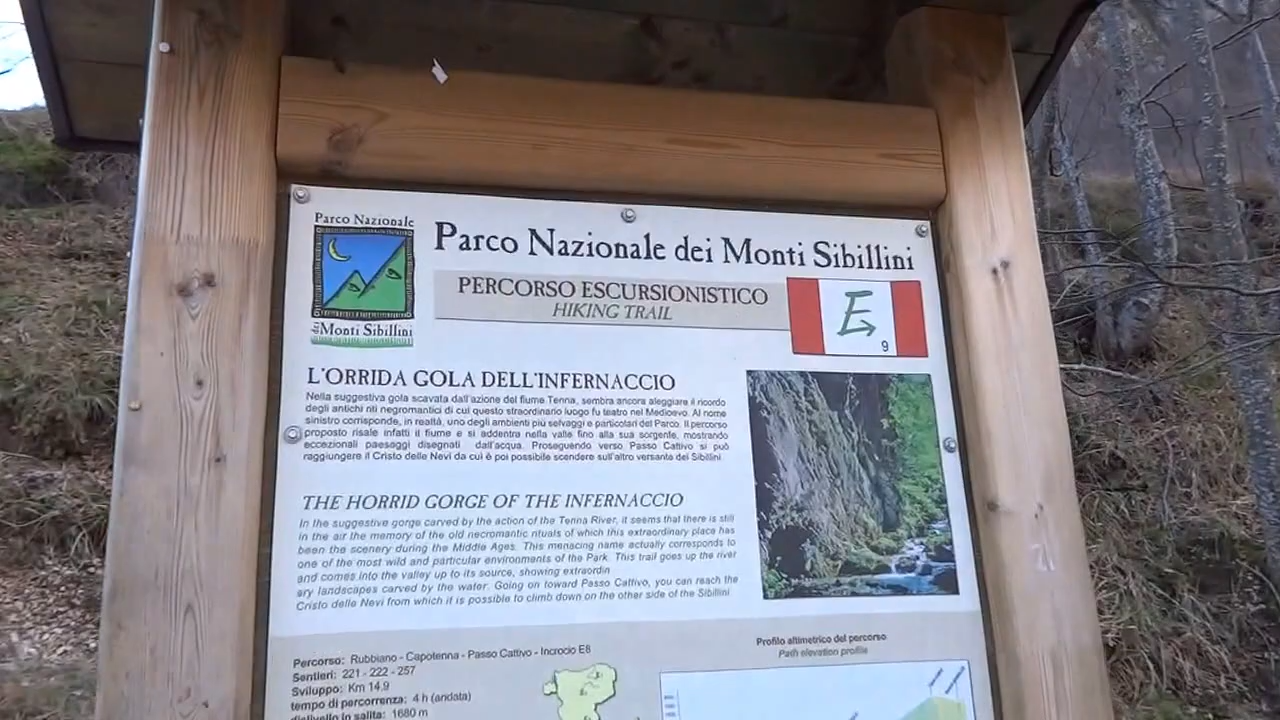 Parco Nazionale
dei Monti Sibillini
Parco Nazionale dei Monti Sibillini
PERCORSO ESCURSIONISTICO
HIKING TRAIL
E
9
L'ORRIDA GOLA DELL'INFERNACCIO
Nella suggestiva gola scavata dall'azione del fiume Tenna, sembra ancora aleggiare il ricordo
degli antichi riti negromantici di cui questo straordinario luogo fu teatro nel Medioevo. Al nome
sinistro corrisponde, in realtà, uno degli ambienti più selvaggi e particolari del Parco. Il percorso
proposto risale infatti il fiume e si addentra nella valle fino alla sua sorgente, mostrando
eccezionali paesaggi disegnati dall'acqua. Proseguendo verso Passo Cattivo si può
raggiungere il Cristo delle Nevi da cui è poi possibile scendere sull'altro versante dei Sibillini.
THE HORRID GORGE OF THE INFERNACCIO
In the suggestive gorge carved by the action of the Tenna River, it seems that there is still
in the air the memory of the old necromantic rituals of which this extraordinary place has
been the scenery during the Middle Ages. This menacing name actually corresponds to
one of the most wild and particular environments of the Park. This trail goes up the river
and comes into the valley up to its source, showing extraordin
ary landscapes carved by the water. Going on toward Passo Cattivo, you can reach the
Cristo delle Nevi from which it is possible to climb down on the other side of the Sibillini
Percorso: Rubbiano - Capotenna - Passo Cattivo - Incrocio E8
Sentieri: 221 - 222 - 257
Sviluppo: Km 14,9
tempo di percorrenza: 4 h (andata)
dislivello in salita: 1680 m
Profilo altimetrico del percorso
Path elevation profile